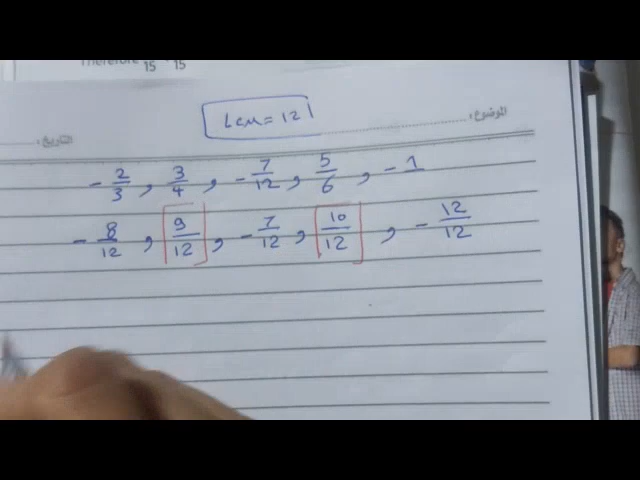 Therefore 15 15
LCM = 12
الموضوع:
التاريخ:
- 2/3 , 3/4 , - 7/12 , 5/6 , - 1
- 8/12 , 9/12 , - 7/12 , 10/12 , - 12/12